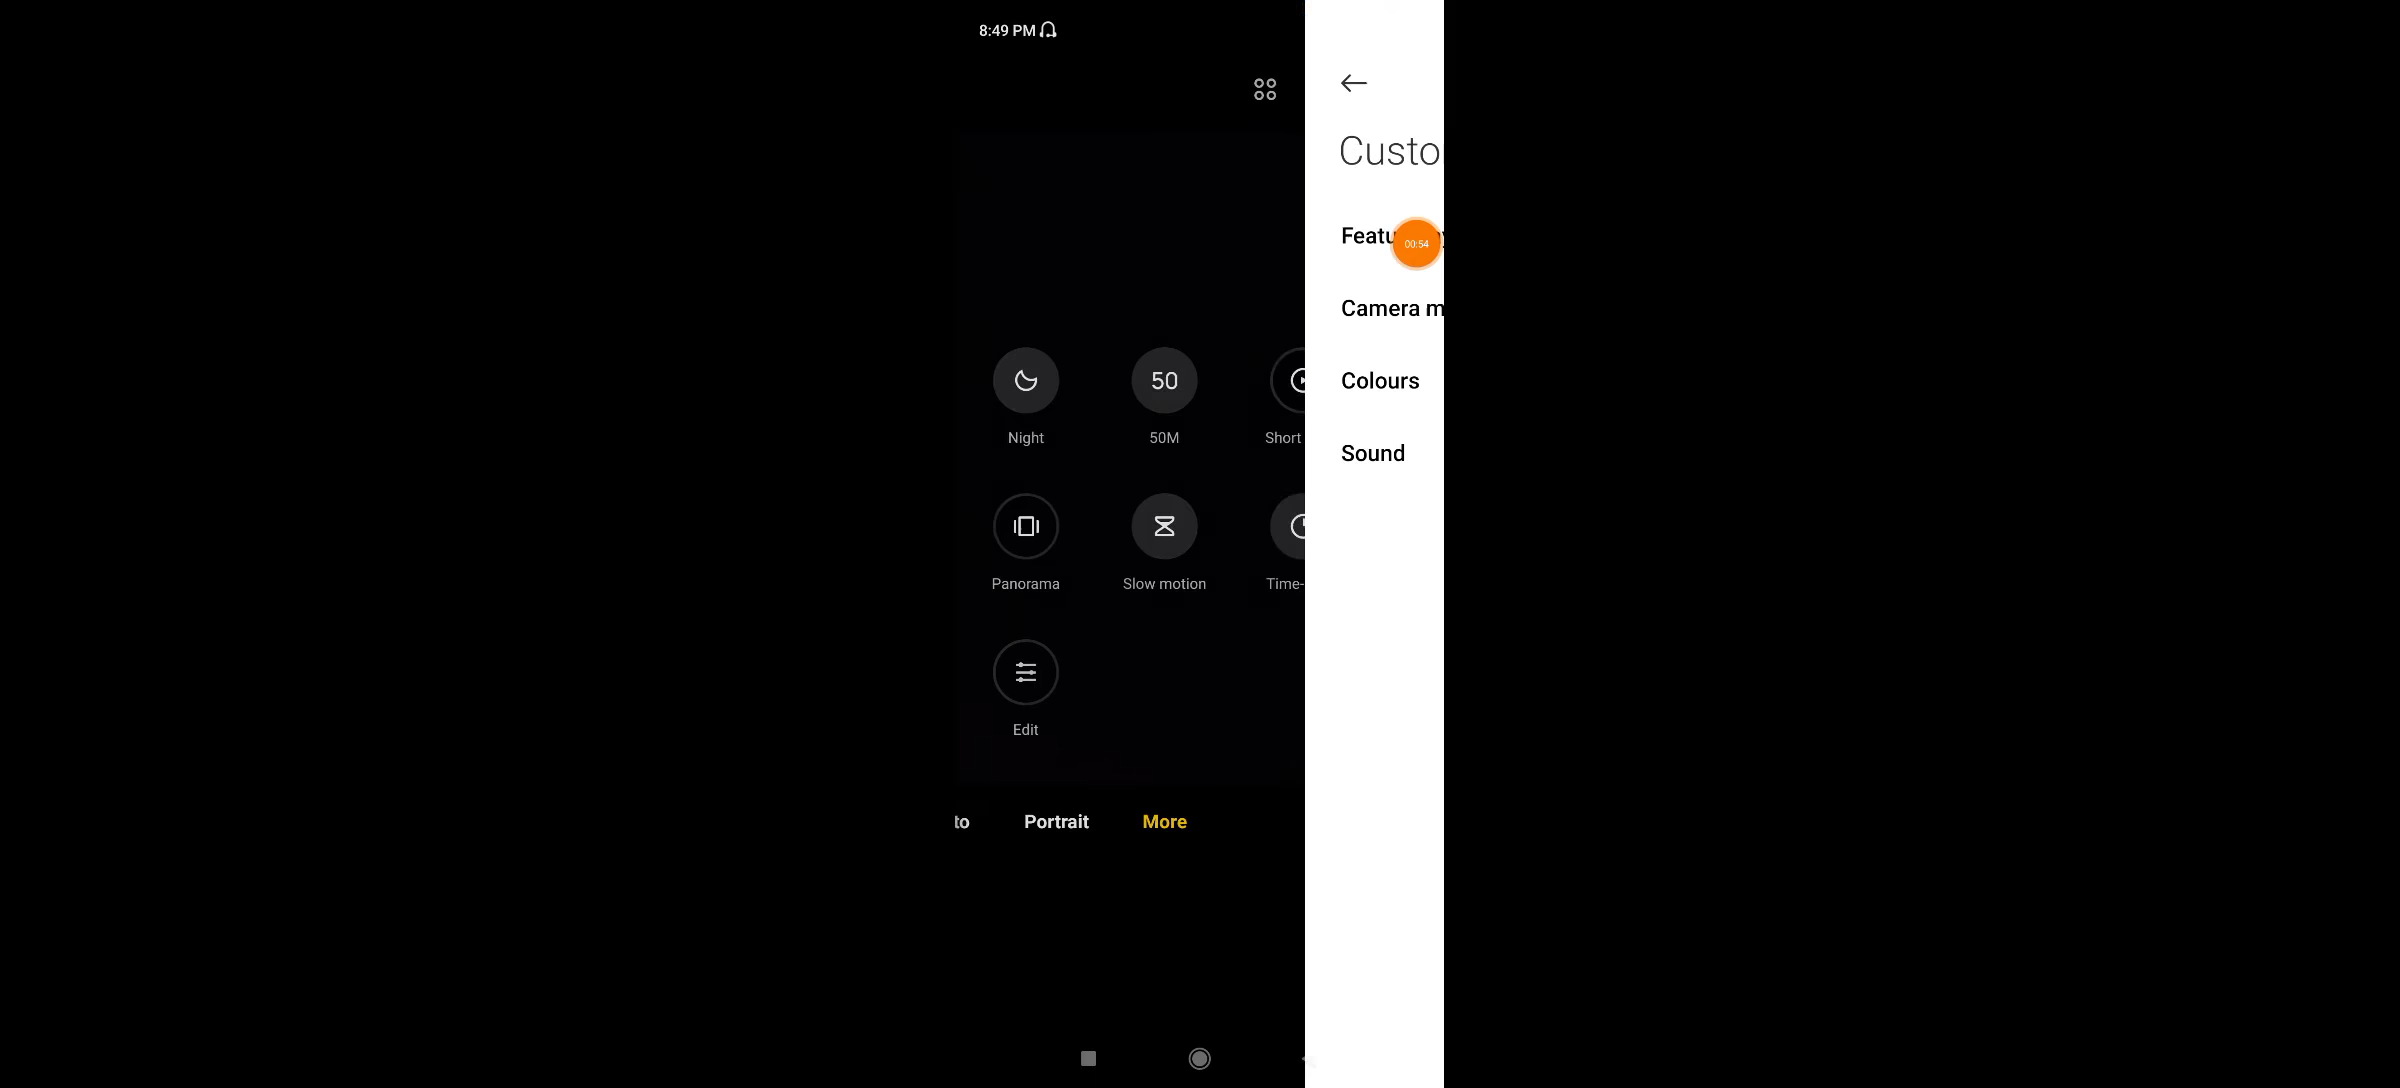 8:49 PM
Custo
Featu
00:54
Camera m
Colours
Sound
50
Night
50M
Short
Panorama
Slow motion
Time-
Edit
to
Portrait
More